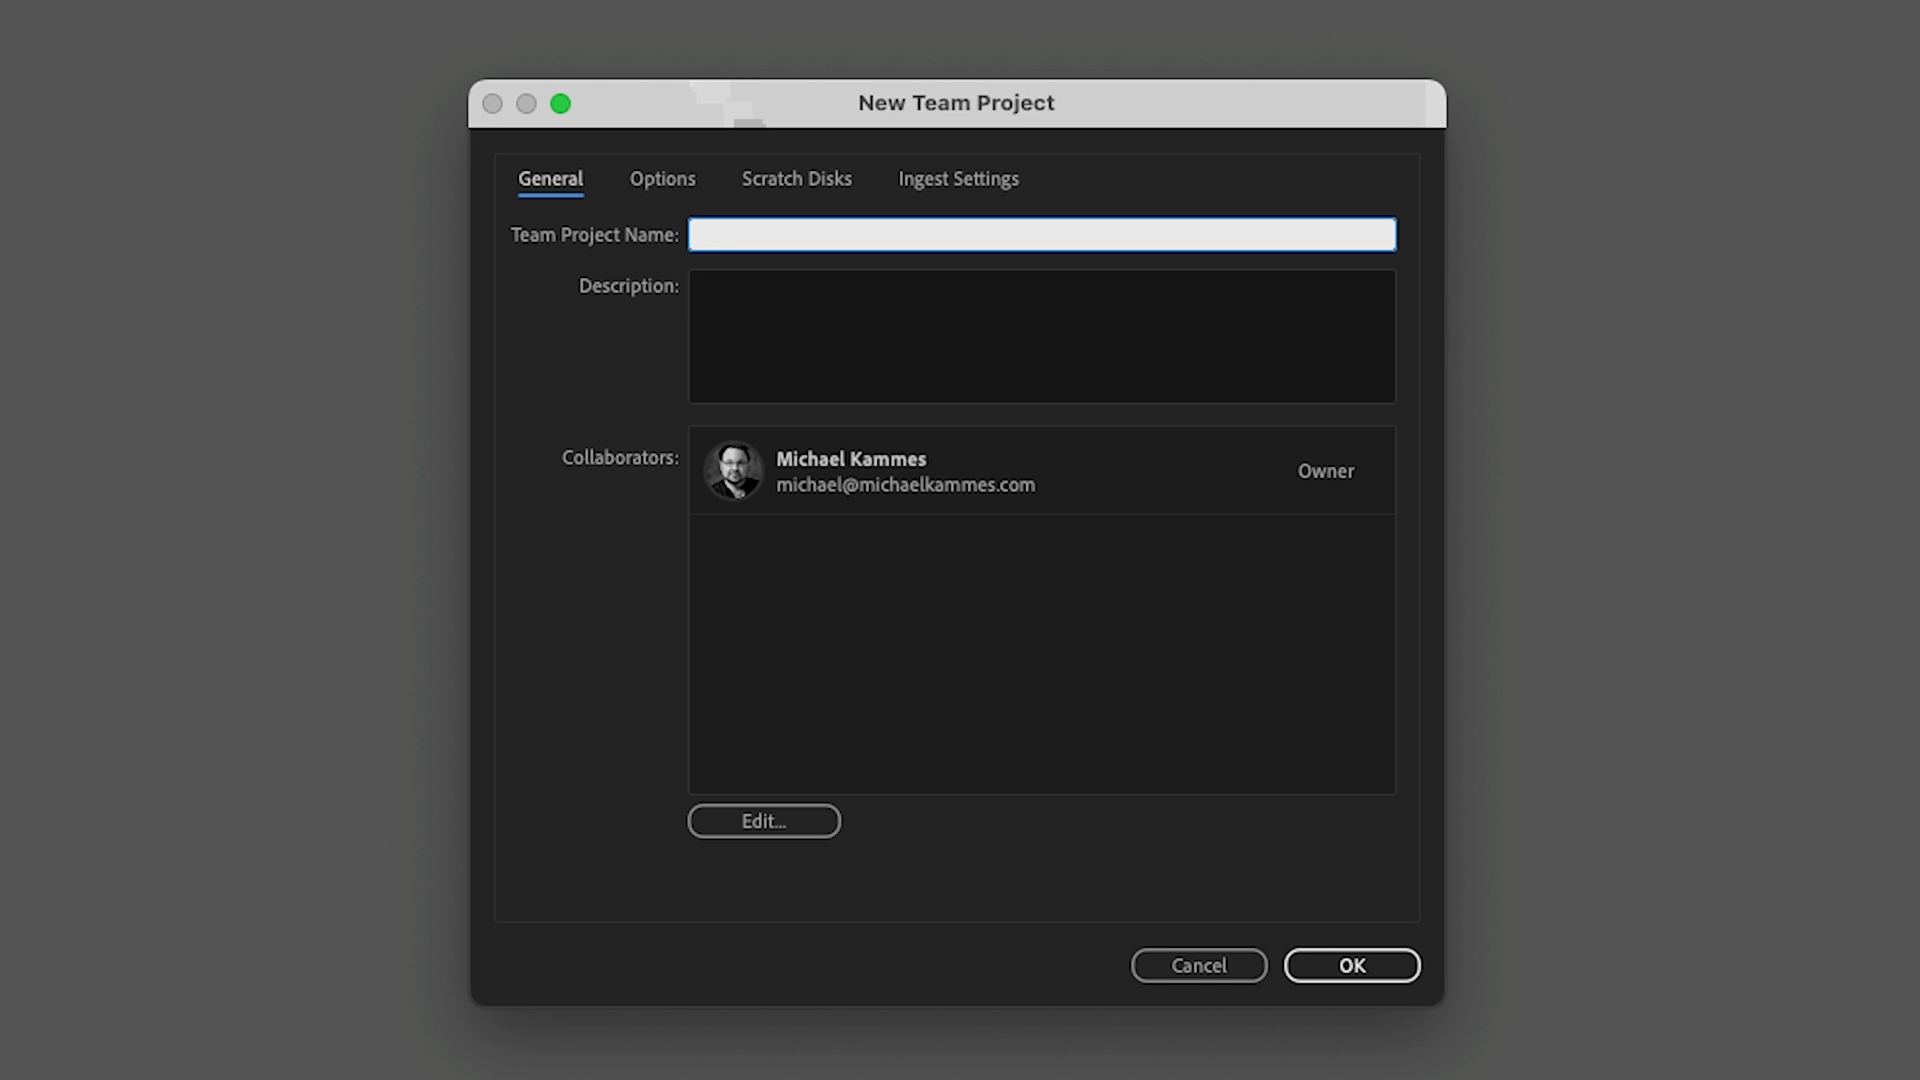 New Team Project
General Options Scratch Disks Ingest Settings
Team Project Name:
Description:
Collaborators:
Michael Kammes
michael@michaelkammes.com
Owner
Edit...
Cancel OK